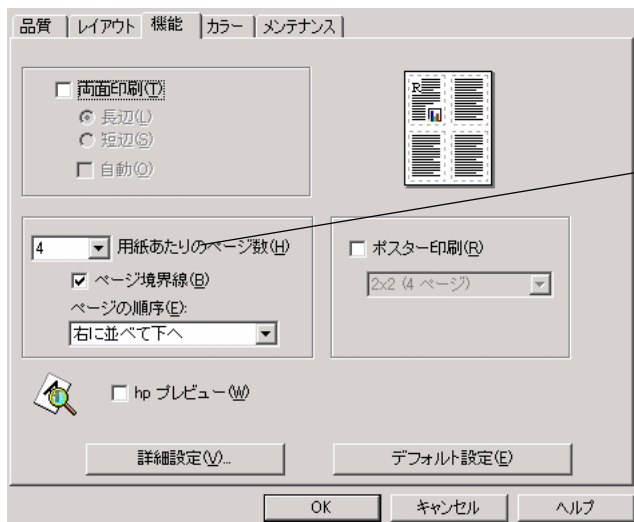 品質 レイアウト 機能 カラー メンテナンス
両面印刷(T)
長辺(L)
短辺(S)
自動(O)
R
4 用紙あたりのページ数(H)
ページ境界線(B)
ページの順序(E):
右に並べて下へ
ポスター印刷(R)
2x2 (4 ページ)
hp プレビュー(W)
詳細設定(V)... デフォルト設定(E)
OK キャンセル ヘルプ